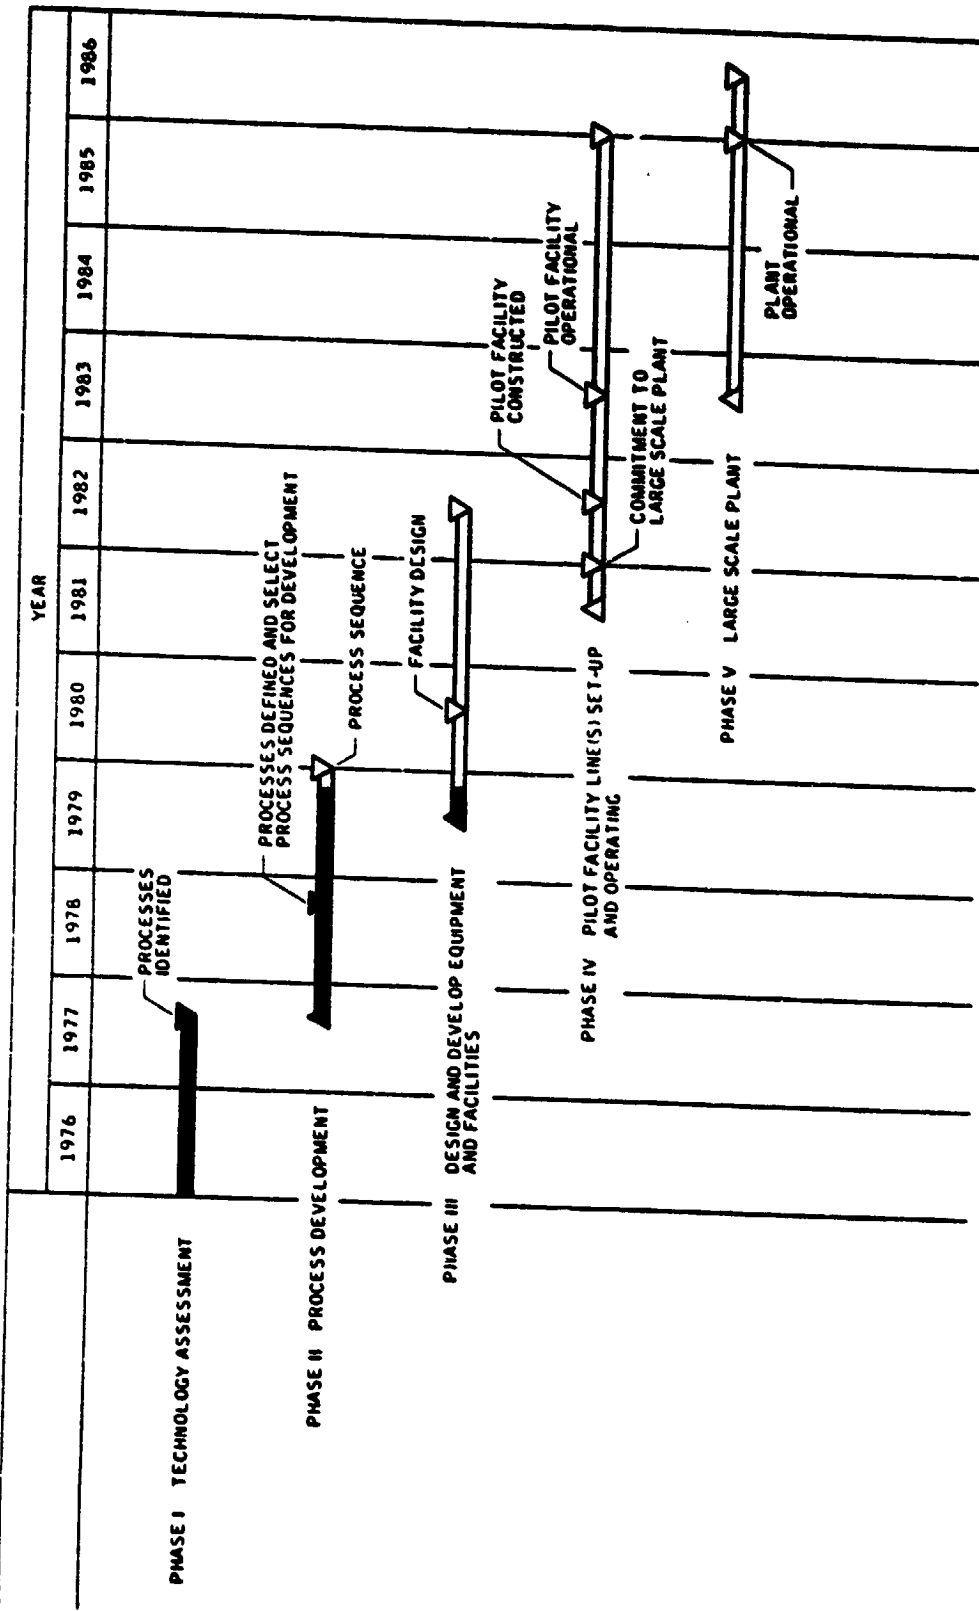 YEAR
1976 1977 1978 1979 1980 1981 1982 1983 1984 1985 1986
PHASE I TECHNOLOGY ASSESSMENT
PROCESSES
IDENTIFIED
PHASE II PROCESS DEVELOPMENT
PROCESSES DEFINED AND SELECT
PROCESS SEQUENCES FOR DEVELOPMENT
PROCESS SEQUENCE
PHASE III DESIGN AND DEVELOP EQUIPMENT
AND FACILITIES
FACILITY DESIGN
PHASE IV PILOT FACILITY LINE(S) SET-UP
AND OPERATING
PILOT FACILITY
CONSTRUCTED
PILOT FACILITY
OPERATIONAL
COMMITMENT TO
LARGE SCALE PLANT
PHASE V LARGE SCALE PLANT
PLANT
OPERATIONAL